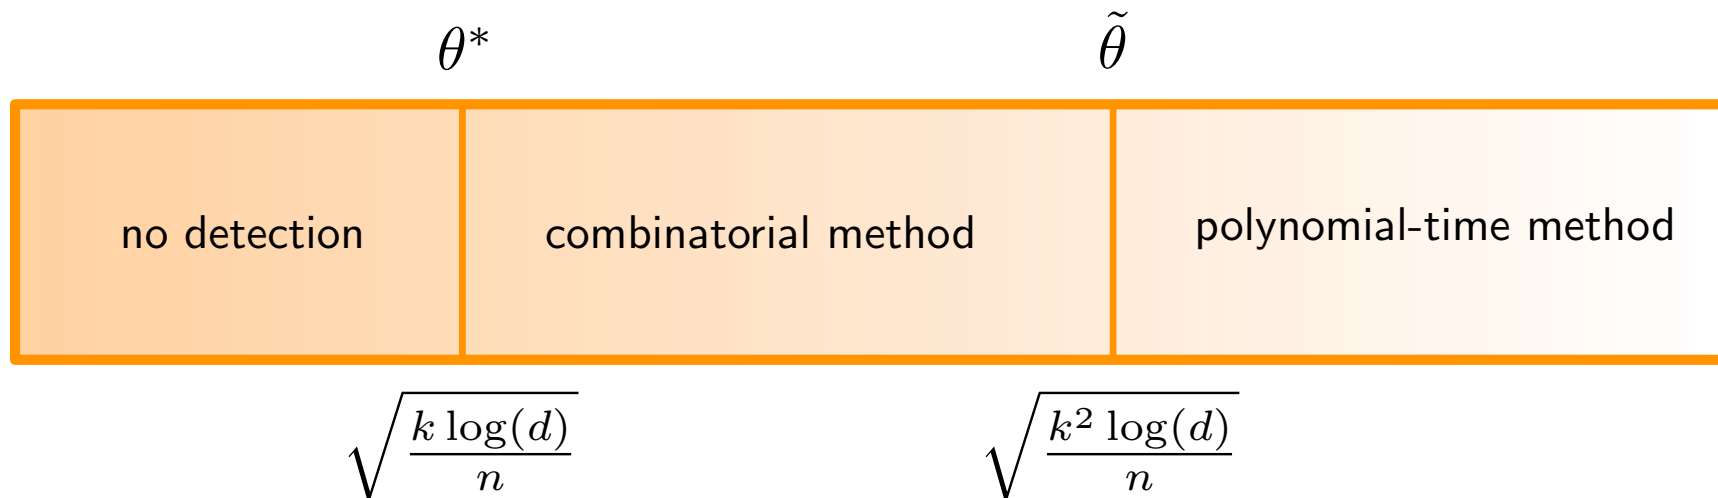 θ* θ̃
no detection combinatorial method polynomial-time method
√(k log(d)/n) √(k² log(d)/n)